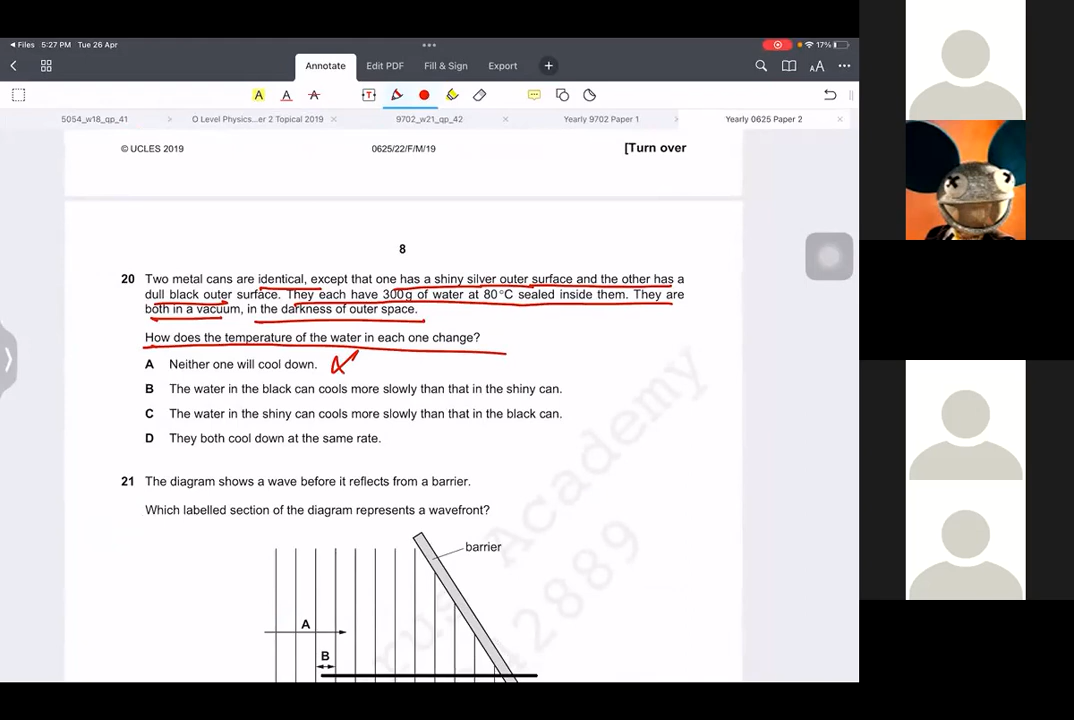 Files 5:27 PM Tue 26 Apr 17%
Annotate Edit PDF Fill & Sign Export
5054_w18_qp_41 O Level Physics...er 2 Topical 2019 9702_w21_qp_42 Yearly 9702 Paper 1 Yearly 0625 Paper 2
© UCLES 2019 0625/22/F/M/19 [Turn over
8
20 Two metal cans are identical, except that one has a shiny silver outer surface and the other has a
dull black outer surface. They each have 300g of water at 80°C sealed inside them. They are
both in a vacuum, in the darkness of outer space.
How does the temperature of the water in each one change?
A Neither one will cool down.
B The water in the black can cools more slowly than that in the shiny can.
C The water in the shiny can cools more slowly than that in the black can.
D They both cool down at the same rate.
21 The diagram shows a wave before it reflects from a barrier.
Which labelled section of the diagram represents a wavefront?
barrier
A
B
Academy
42889